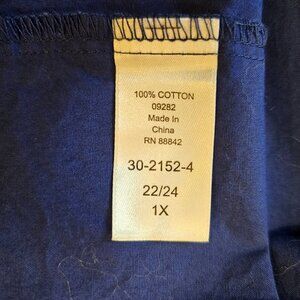 100% COTTON
09282
Made In
China
RN 88842
30-2152-4
22/24
1X